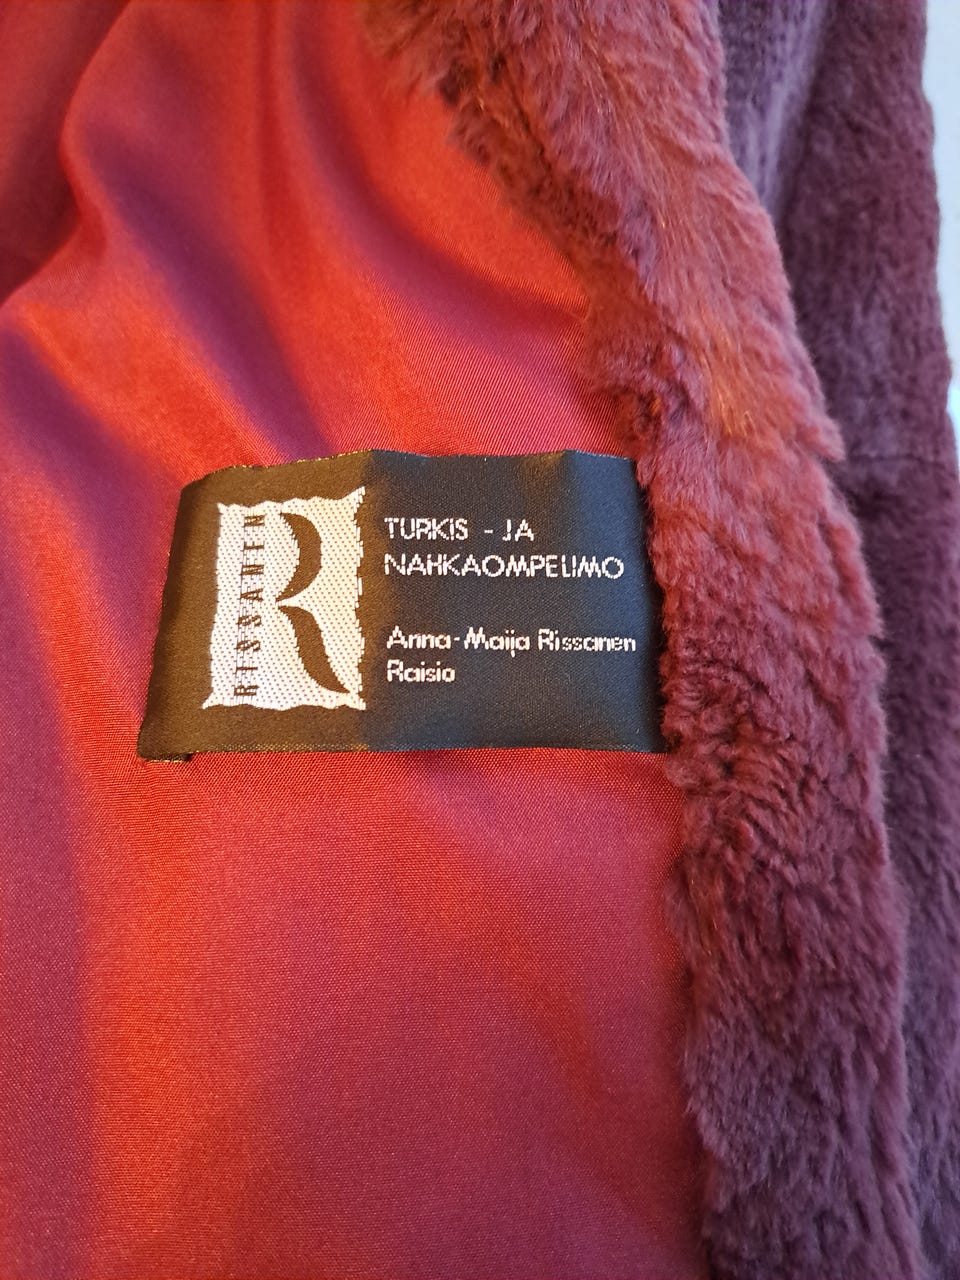 RISSANEN
R
TURKIS - JA
NAHKAOMPELIMO
Anna-Maija Rissanen
Raisio